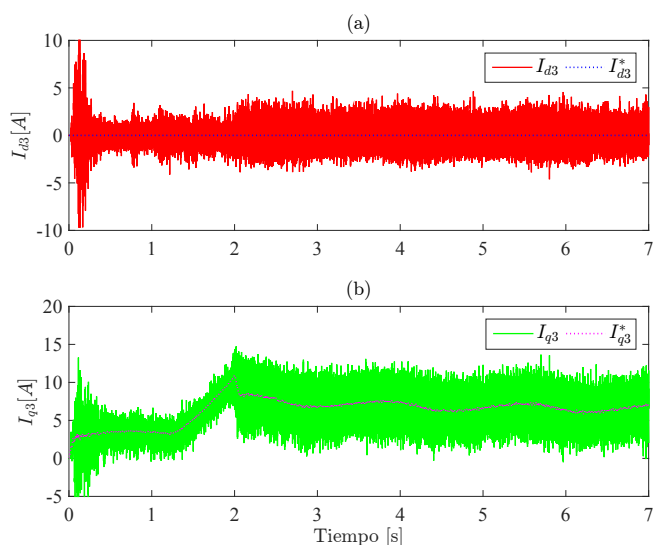 (a)
I_{d3}[A]
10
5
0
-5
-10
I_{d3} I_{d3}^*
0 1 2 3 4 5 6 7
(b)
I_{q3}[A]
20
15
10
5
0
-5
I_{q3} I_{q3}^*
0 1 2 3 4 5 6 7
Tiempo [s]